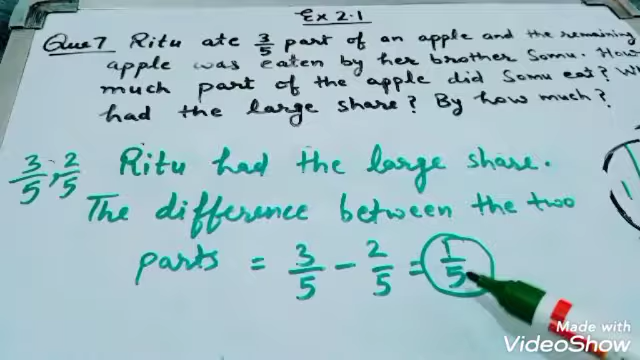 Ex 2.1
Que 7 Ritu ate 3/5 part of an apple and the remaining
apple was eaten by her brother Somu. How
much part of the apple did Somu eat?
had the large share? By how much?
3/5, 2/5 Ritu had the large share.
The difference between the two
parts = 3/5 - 2/5 = 1/5
Made with
VideoShow